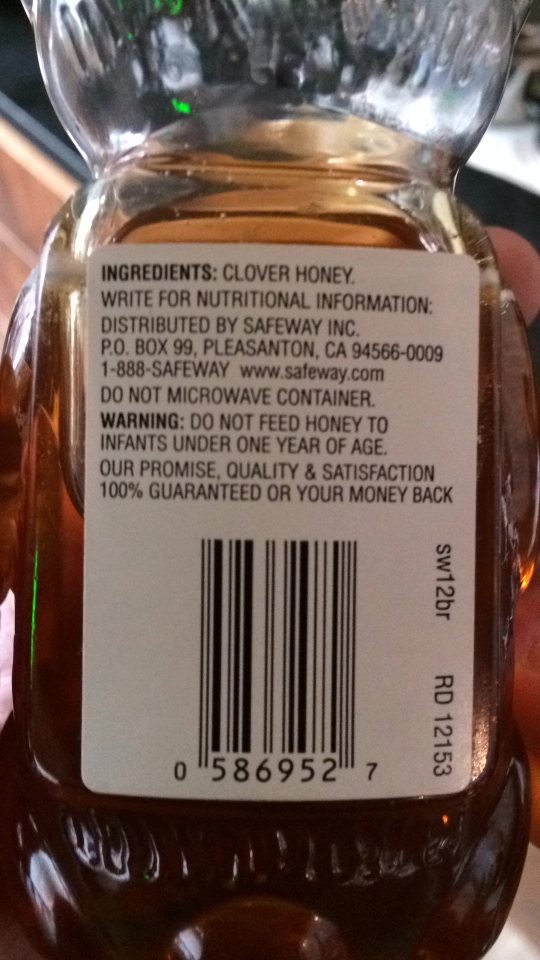 INGREDIENTS: CLOVER HONEY.
WRITE FOR NUTRITIONAL INFORMATION:
DISTRIBUTED BY SAFEWAY INC.
P.O. BOX 99, PLEASANTON, CA 94566-0009
1-888-SAFEWAY www.safeway.com
DO NOT MICROWAVE CONTAINER.
WARNING: DO NOT FEED HONEY TO
INFANTS UNDER ONE YEAR OF AGE.
OUR PROMISE, QUALITY & SATISFACTION
100% GUARANTEED OR YOUR MONEY BACK
sw12br RD 12153
0 586952 7